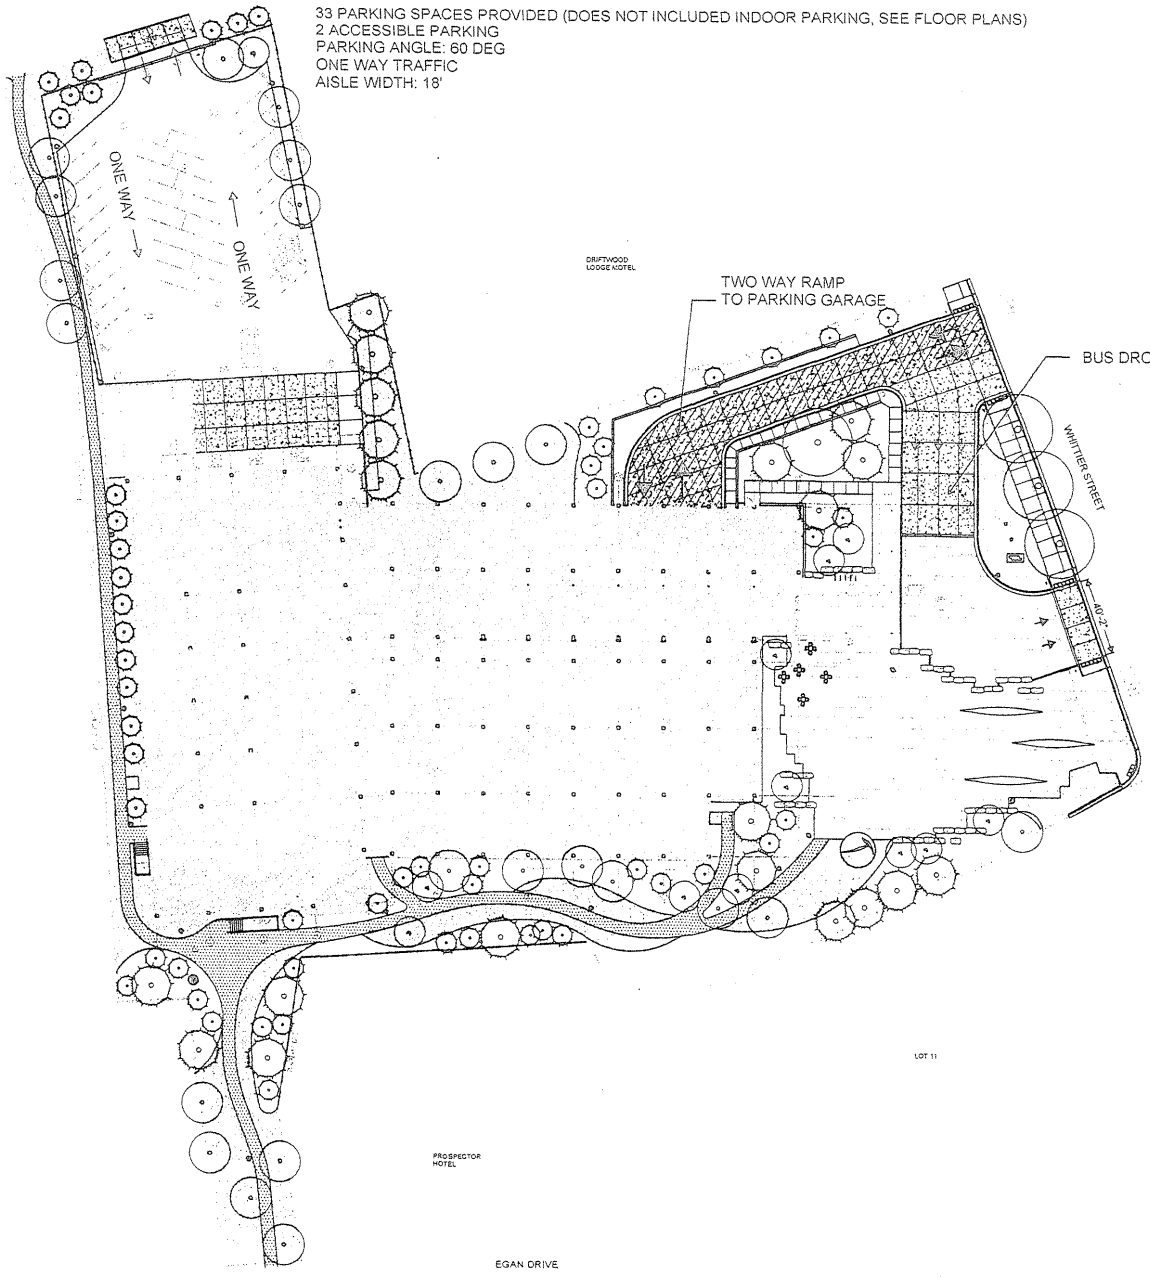 33 PARKING SPACES PROVIDED (DOES NOT INCLUDED INDOOR PARKING, SEE FLOOR PLANS)
2 ACCESSIBLE PARKING
PARKING ANGLE: 60 DEG
ONE WAY TRAFFIC
AISLE WIDTH: 18'
ONE WAY
ONE WAY
DRIFTWOOD
LODGE MOTEL
TWO WAY RAMP
TO PARKING GARAGE
BUS DRO
WHITTIER STREET
40'-2"
LOT 11
PROSPECTOR
HOTEL
EGAN DRIVE